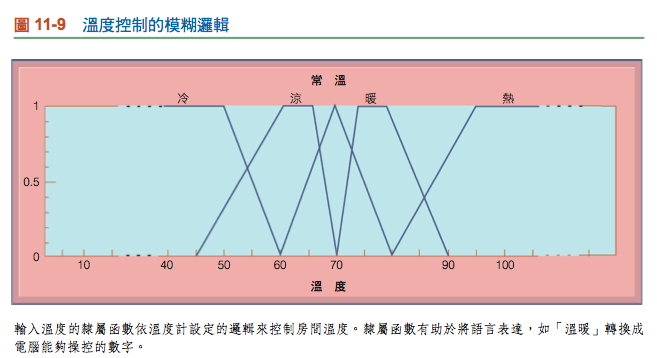 圖 11-9 溫度控制的模糊邏輯
常 溫
冷 涼 暖 熱
1
0.5
0
10 40 50 60 70 80 90 100
溫 度
輸入溫度的隸屬函數依溫度計設定的邏輯來控制房間溫度。隸屬函數有助於將語言表達，如「溫暖」轉換成
電腦能夠操控的數字。